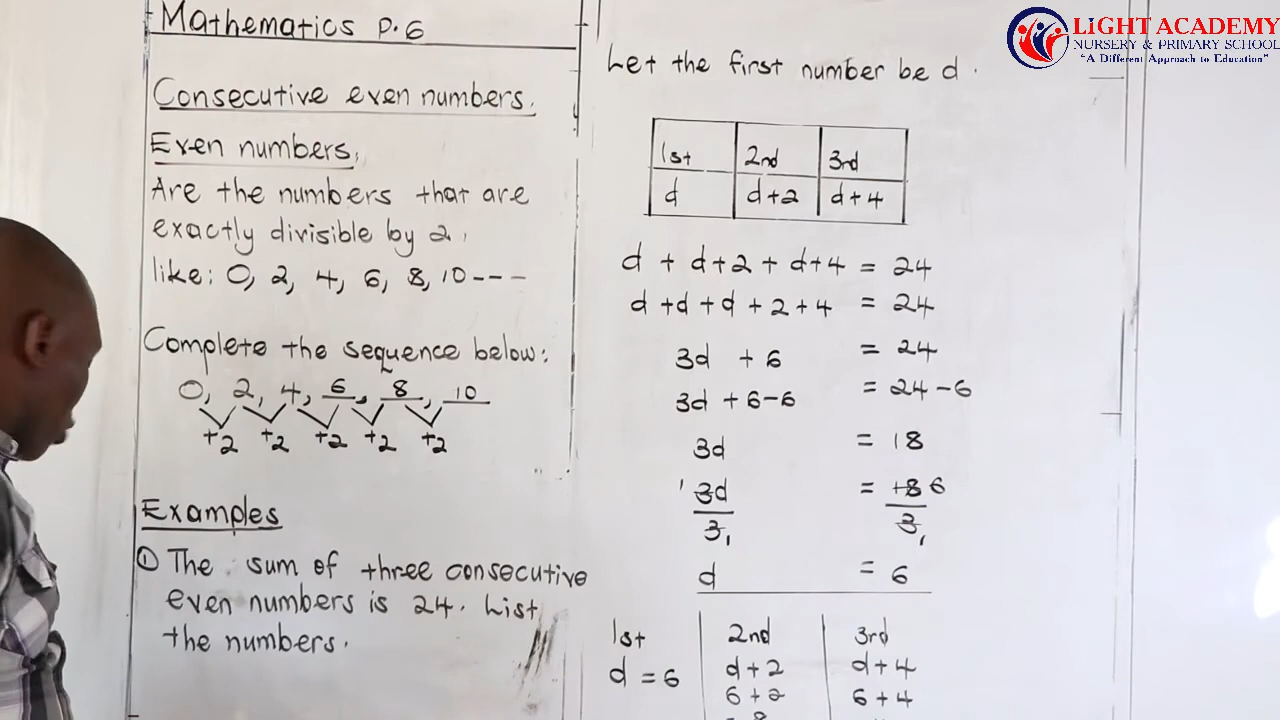 Mathematics P.6
Consecutive even numbers.
Even numbers.
Are the numbers that are
exactly divisible by 2.
like: 0, 2, 4, 6, 8, 10 ---
Complete the sequence below:
0, 2, 4, 6, 8, 10
+2 +2 +2 +2 +2
Examples
① The sum of three consecutive
even numbers is 24. List
the numbers.
LIGHT ACADEMY
NURSERY & PRIMARY SCHOOL
"A Different Approach to Education"
Let the first number be d.
1st 2nd 3rd
d d+2 d+4
d + d+2 + d+4 = 24
d +d +d +2+4 = 24
3d +6 = 24
3d +6-6 = 24-6
3d = 18
1 3d = 18 6
3 1 3 1
d = 6
1st 2nd 3rd
d = 6 d+2 d+4
6+2 6+4